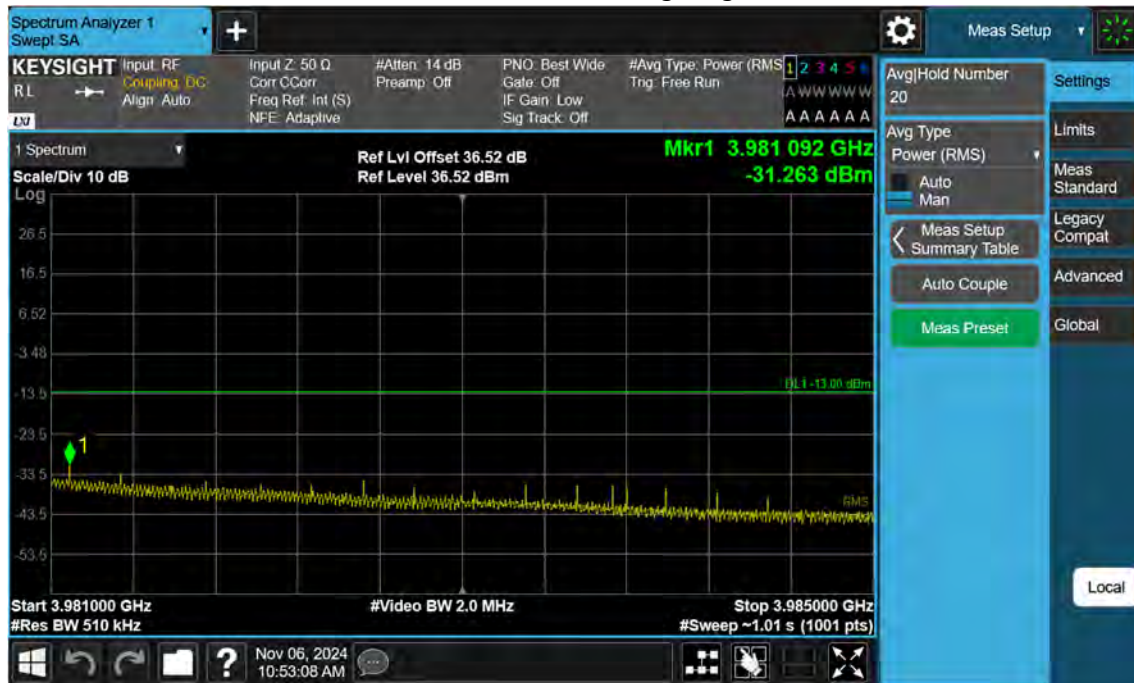 Spectrum Analyzer 1
Swept SA
+
Meas Setup
KEYSIGHT
RL
LXI
Input: RF
Coupling: DC
Align: Auto
Input Z: 50 Ω
Corr CCorr
Freq Ref: Int (S)
NFE: Adaptive
#Atten: 14 dB
Preamp: Off
PNO: Best Wide
Gate: Off
IF Gain: Low
Sig Track: Off
#Avg Type: Power (RMS
Trig: Free Run
1 2 3 4 5 6
A W W W W W
A A A A A A
1 Spectrum
Scale/Div 10 dB
Ref Lvl Offset 36.52 dB
Ref Level 36.52 dBm
Mkr1 3.981 092 GHz
-31.263 dBm
Log
26.5
16.5
6.52
-3.48
-13.5
-23.5
-33.5
-43.5
-53.5
DL1 -13.00 dBm
1
RMS
Start 3.981000 GHz
#Res BW 510 kHz
#Video BW 2.0 MHz
Stop 3.985000 GHz
#Sweep ~1.01 s (1001 pts)
Avg|Hold Number
20
Avg Type
Power (RMS)
Auto
Man
Meas Setup
Summary Table
Auto Couple
Meas Preset
Settings
Limits
Meas
Standard
Legacy
Compat
Advanced
Global
Local
?
Nov 06, 2024
10:53:08 AM